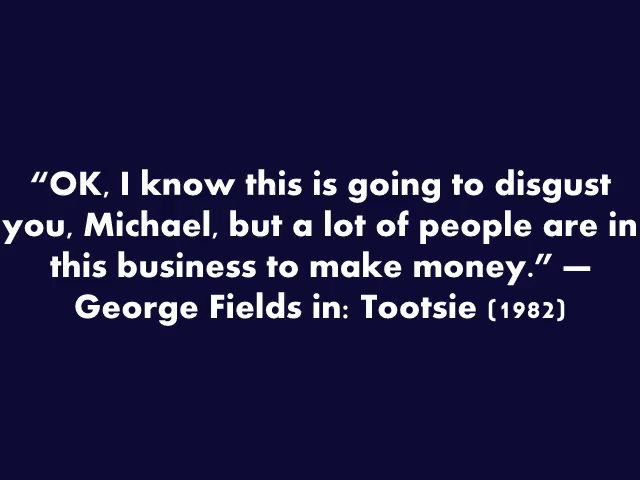 “OK, I know this is going to disgust
you, Michael, but a lot of people are in
this business to make money.” —
George Fields in: Tootsie (1982)